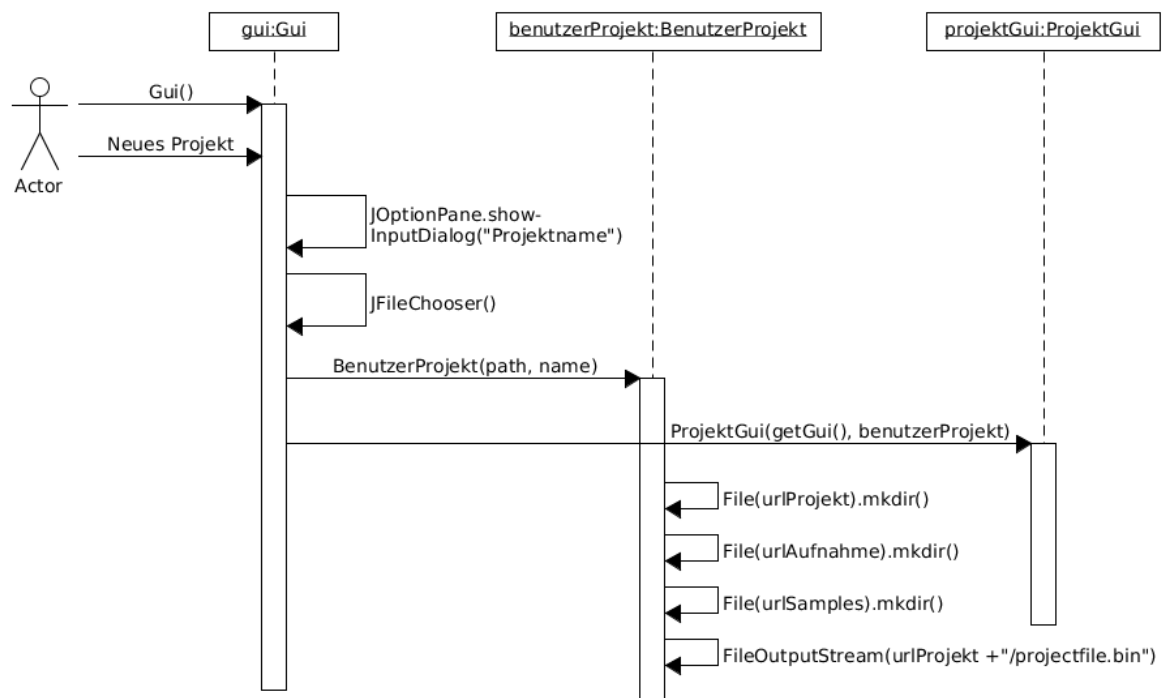 gui:Gui
benutzerProjekt:BenutzerProjekt
projektGui:ProjektGui
Gui()
Neues Projekt
Actor
JOptionPane.show-
InputDialog("Projektname")
JFileChooser()
BenutzerProjekt(path, name)
ProjektGui(getGui(), benutzerProjekt)
File(urlProjekt).mkdir()
File(urlAufnahme).mkdir()
File(urlSamples).mkdir()
FileOutputStream(urlProjekt +"/projectfile.bin")